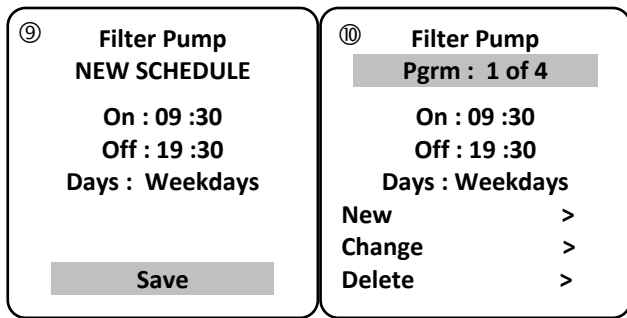 ⑨
Filter Pump
NEW SCHEDULE
On : 09 :30
Off : 19 :30
Days : Weekdays
Save
⑩
Filter Pump
Pgrm : 1 of 4
On : 09 :30
Off : 19 :30
Days : Weekdays
New >
Change >
Delete >